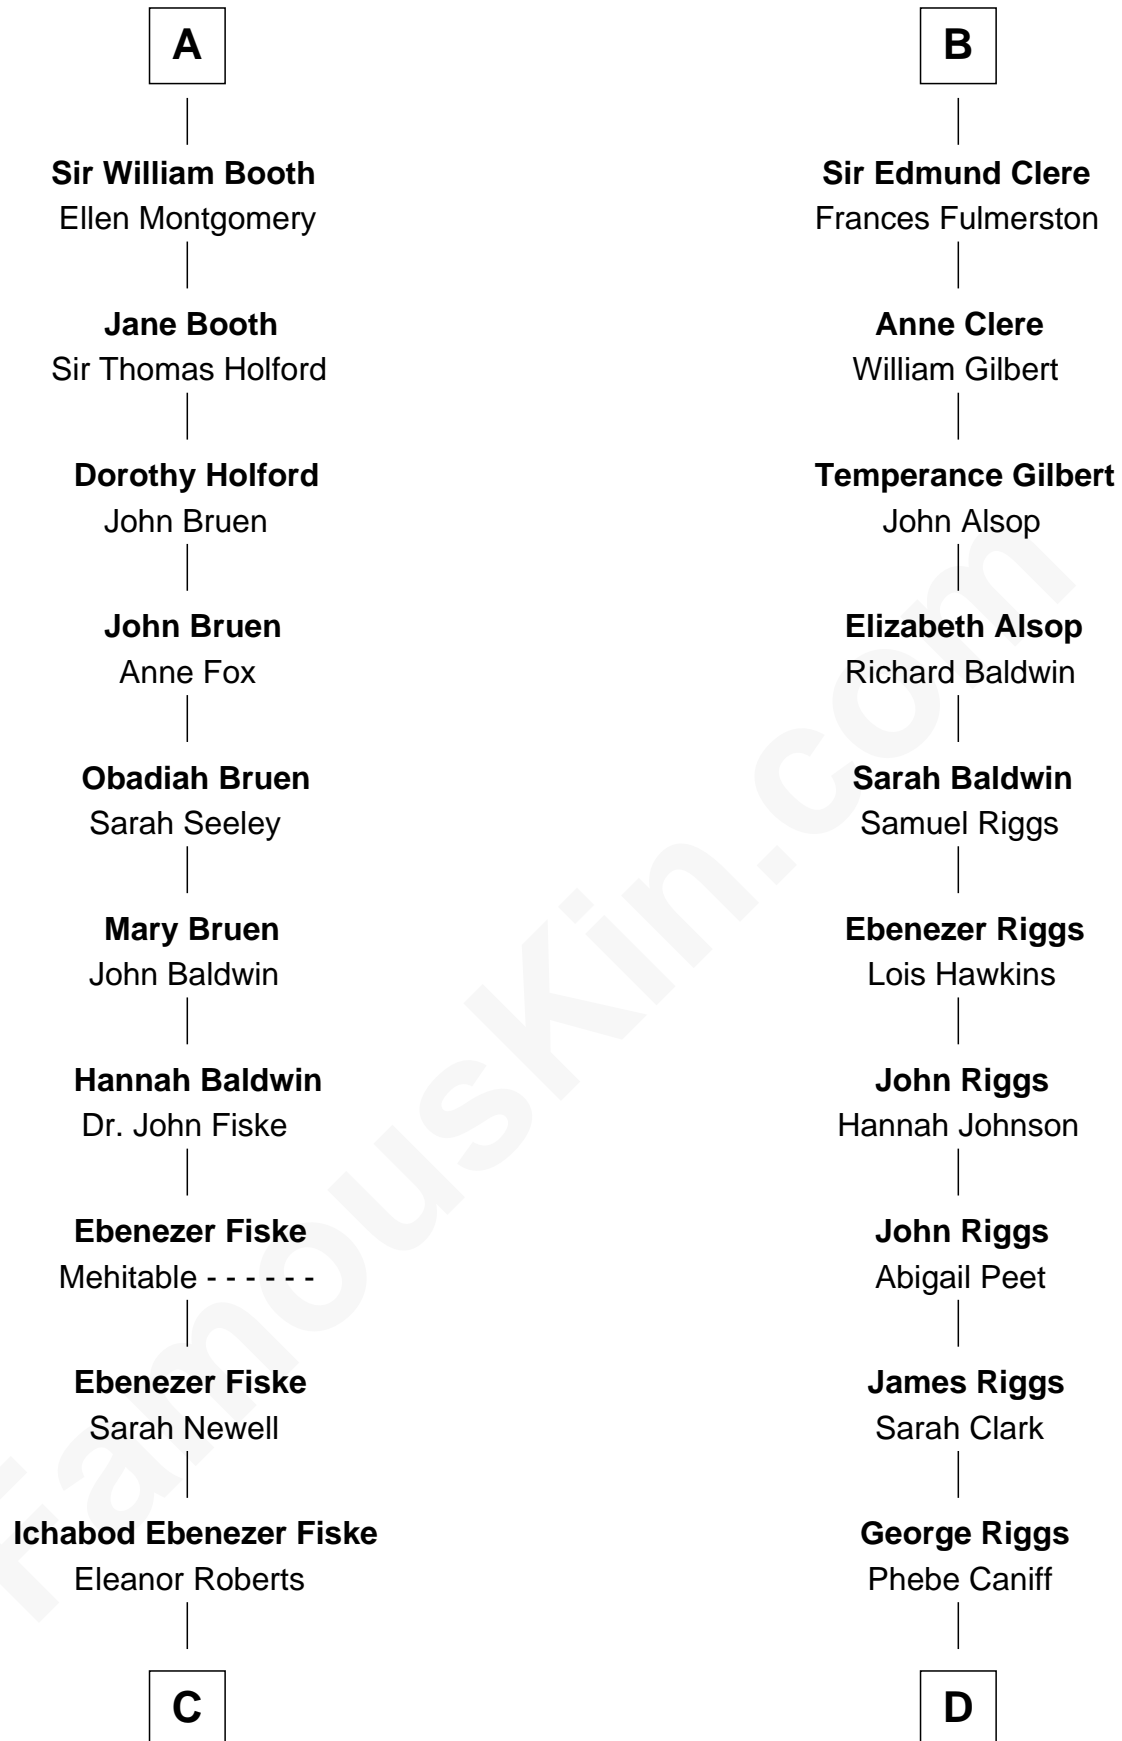 A
Sir William Booth
Ellen Montgomery
Jane Booth
Sir Thomas Holford
Dorothy Holford
John Bruen
John Bruen
Anne Fox
Obadiah Bruen
Sarah Seeley
Mary Bruen
John Baldwin
Hannah Baldwin
Dr. John Fiske
Ebenezer Fiske
Mehitable - - - - - -
Ebenezer Fiske
Sarah Newell
Ichabod Ebenezer Fiske
Eleanor Roberts
C
B
Sir Edmund Clere
Frances Fulmerston
Anne Clere
William Gilbert
Temperance Gilbert
John Alsop
Elizabeth Alsop
Richard Baldwin
Sarah Baldwin
Samuel Riggs
Ebenezer Riggs
Lois Hawkins
John Riggs
Hannah Johnson
John Riggs
Abigail Peet
James Riggs
Sarah Clark
George Riggs
Phebe Caniff
D
FamousKin.com